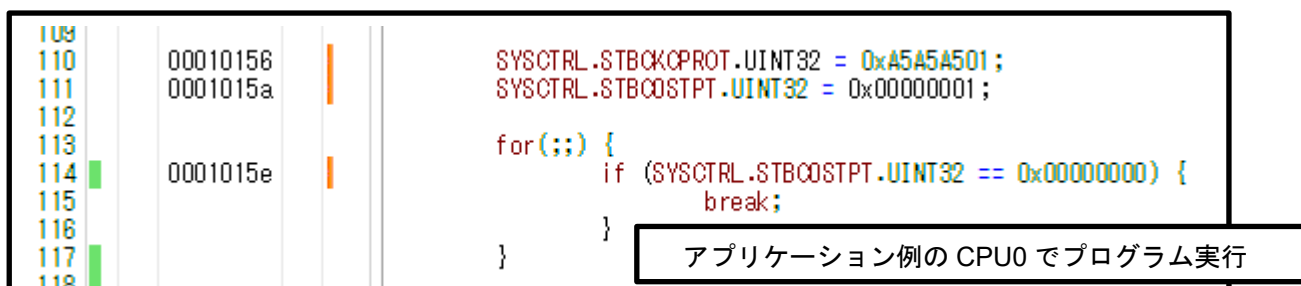 109
110 00010156 SYSCTRL.STBCKCPROT.UINT32 = 0xA5A5A501;
111 0001015a SYSCTRL.STBC0STPT.UINT32 = 0x00000001;
112
113 for(;;) {
114 0001015e if (SYSCTRL.STBC0STPT.UINT32 == 0x00000000) {
115 break;
116 }
117 }
118
アプリケーション例の CPU0 でプログラム実行